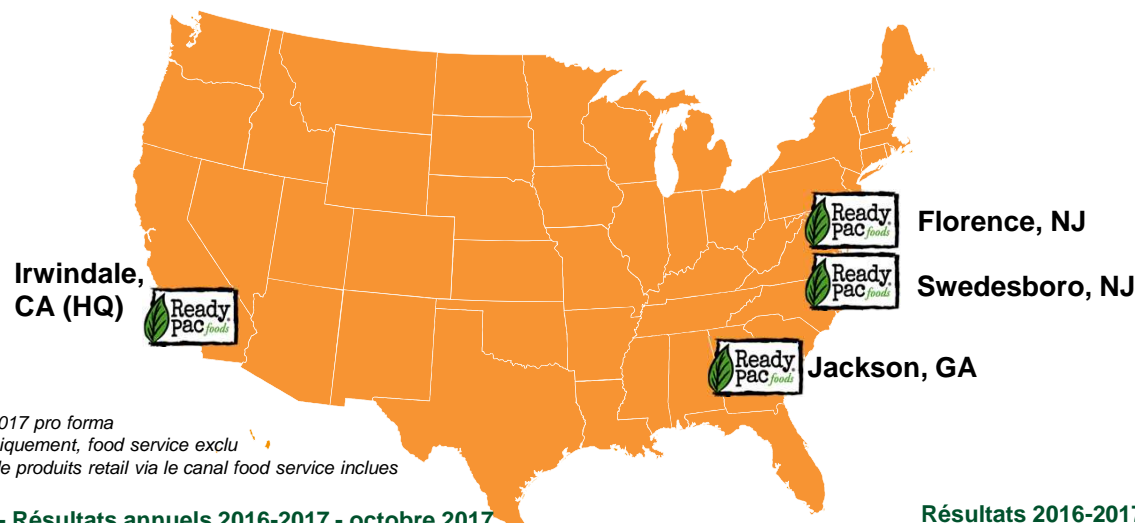 Ready
pac foods
Florence, NJ
Ready
pac foods
Swedesboro, NJ
Irwindale,
CA (HQ)
Ready
pac foods
Ready
pac foods
Jackson, GA
017 pro forma
iquement, food service exclu
e produits retail via le canal food service inclues
- Résultats annuels 2016-2017 - octobre 2017
Résultats 2016-2017